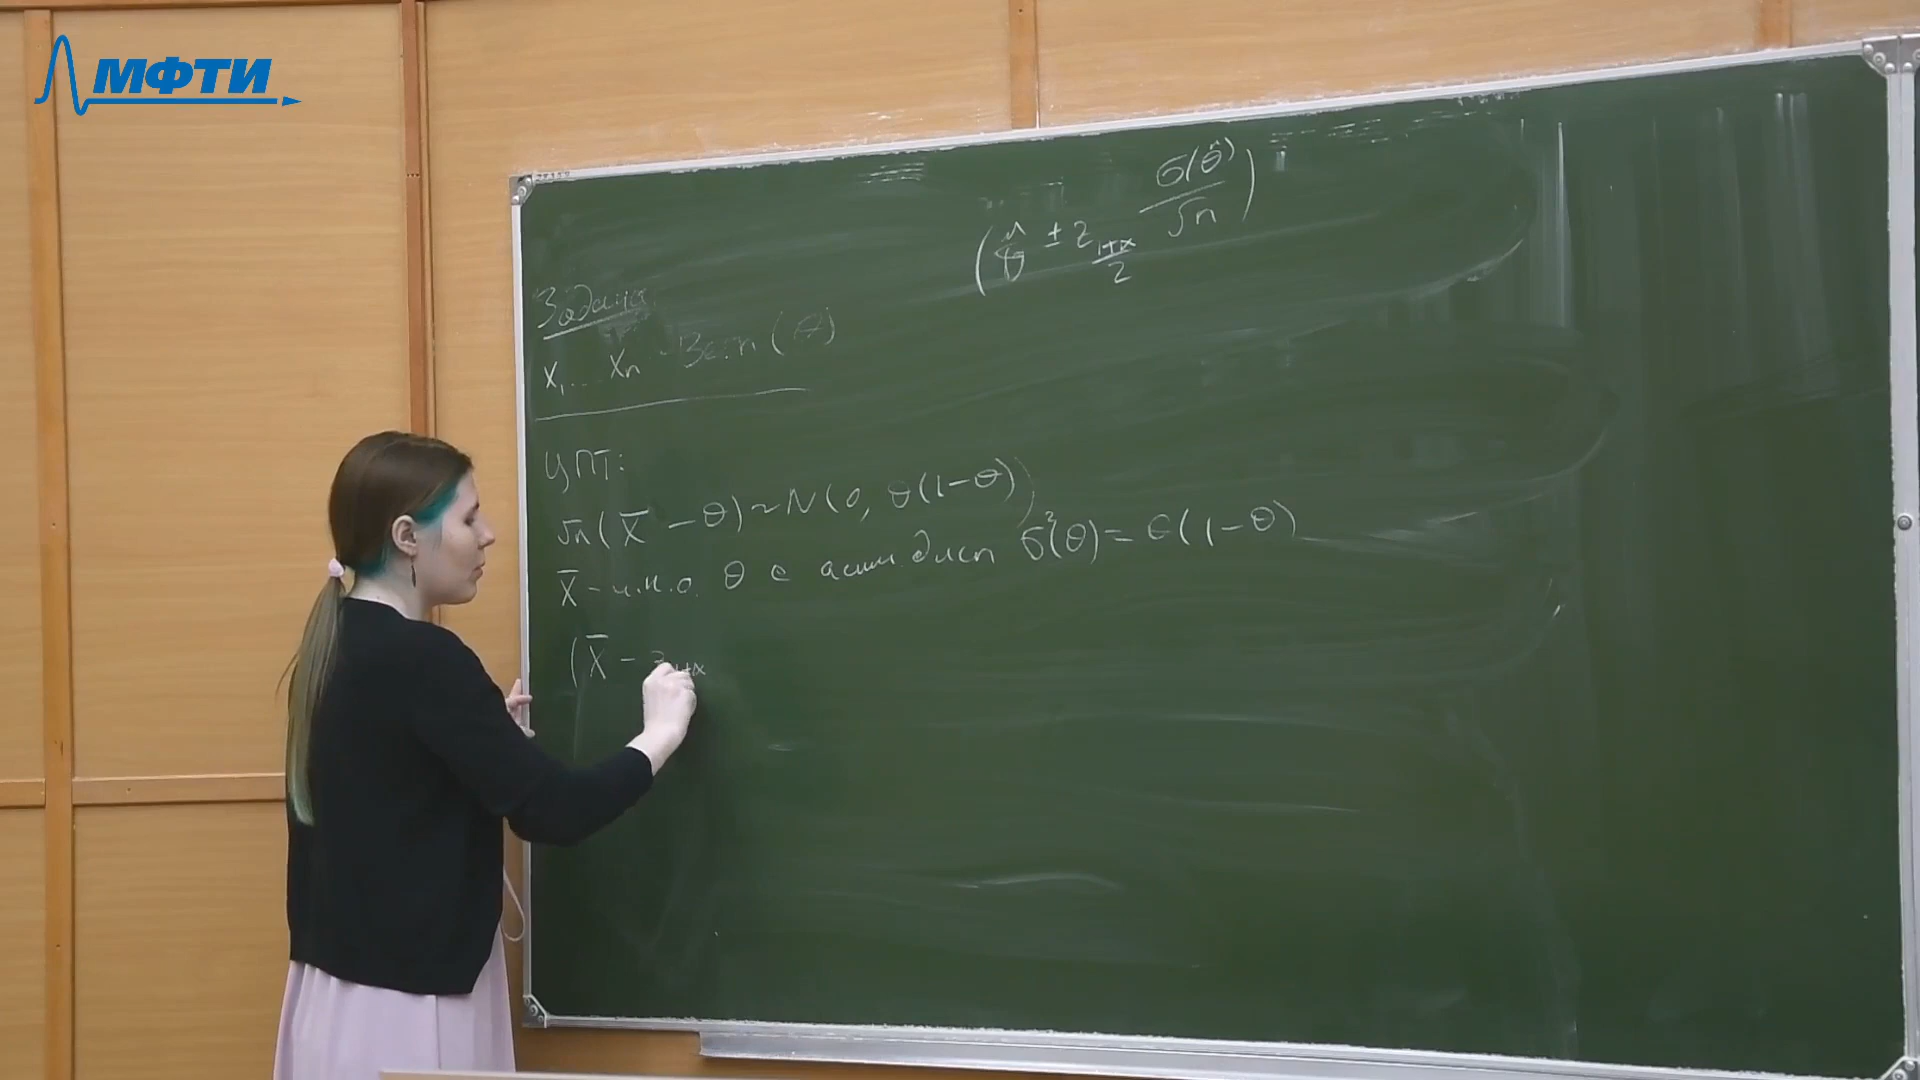 МФТИ
(θ̂ ± z_{(1+α)/2} σ(θ̂)/√n)
Задача
X₁...Xₙ ~ Bern(θ)
ЦПТ:
√n(X̄ - θ) ~ N(0, θ(1-θ))
X̄ - а.н.о. θ с асим. дисп σ²(θ) = θ(1-θ)
(X̄ - z_{1+α}